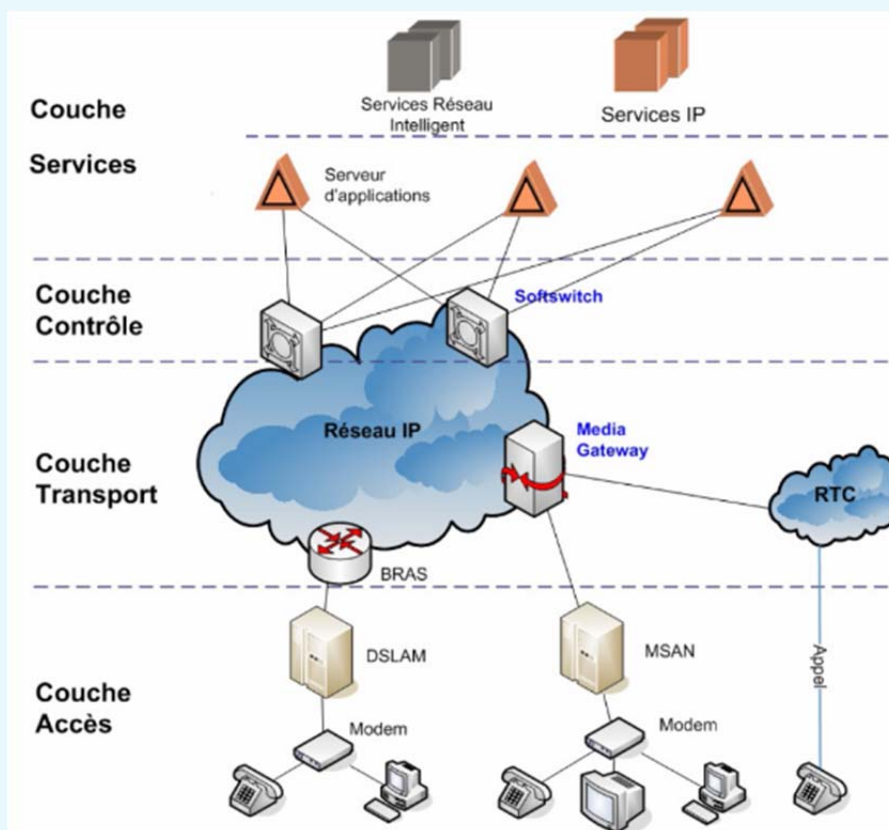 Couche
Services Réseau
Intelligent
Services IP
Services
Serveur
d'applications
Couche
Contrôle
Softswitch
Réseau IP
Media
Gateway
Couche
Transport
RTC
BRAS
DSLAM
MSAN
Appel
Couche
Accès
Modem
Modem